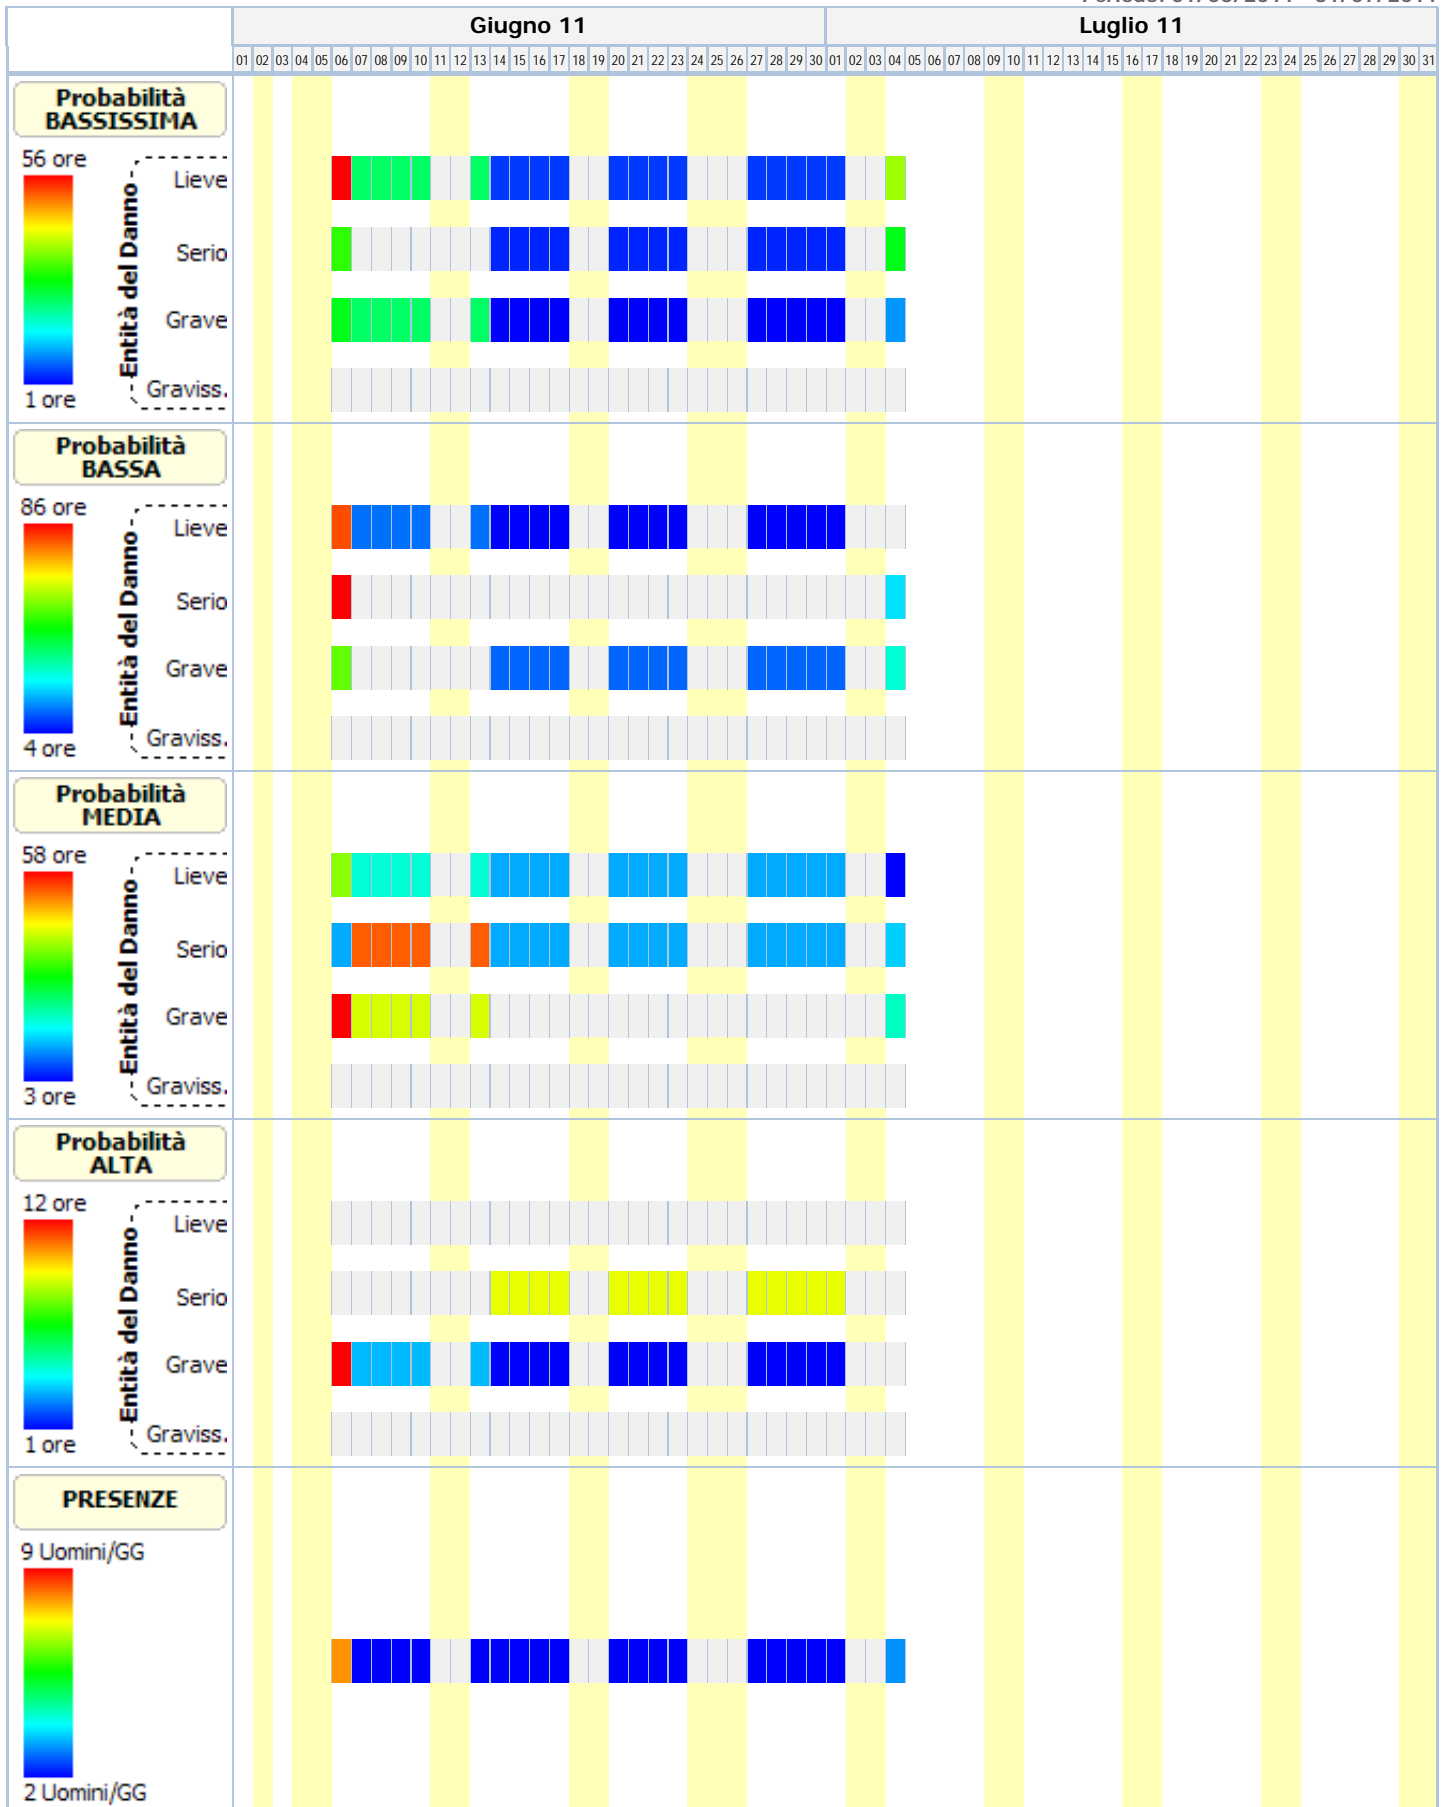 Giugno 11 Luglio 11
01 02 03 04 05 06 07 08 09 10 11 12 13 14 15 16 17 18 19 20 21 22 23 24 25 26 27 28 29 30 01 02 03 04 05 06 07 08 09 10 11 12 13 14 15 16 17 18 19 20 21 22 23 24 25 26 27 28 29 30 31
Probabilità
BASSISSIMA
56 ore
Entità del Danno
Lieve
Serio
Grave
Graviss.
1 ore
Probabilità
BASSA
86 ore
Entità del Danno
Lieve
Serio
Grave
Graviss.
4 ore
Probabilità
MEDIA
58 ore
Entità del Danno
Lieve
Serio
Grave
Graviss.
3 ore
Probabilità
ALTA
12 ore
Entità del Danno
Lieve
Serio
Grave
Graviss.
1 ore
PRESENZE
9 Uomini/GG
2 Uomini/GG